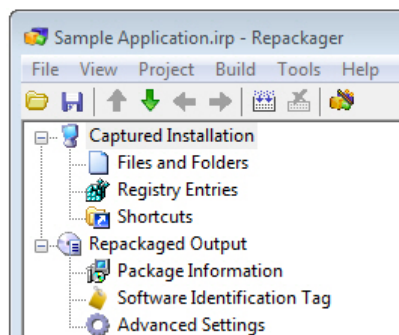 Sample Application.irp - Repackager
File View Project Build Tools Help
Captured Installation
Files and Folders
Registry Entries
Shortcuts
Repackaged Output
Package Information
Software Identification Tag
Advanced Settings